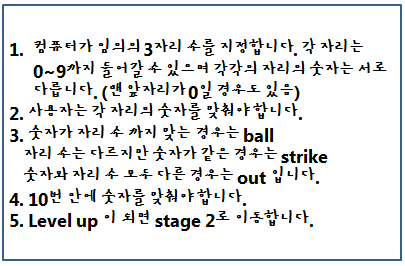 1. 컴퓨터가 임의의 3자리 수를 지정합니다. 각 자리는
0~9까지 들어갈 수 있으며 각각의 자리의 숫자는 서로
다릅니다. (맨 앞자리가 0일 경우도 있음)
2. 사용자는 각 자리의 숫자를 맞춰야 합니다.
3. 숫자가 자리 수 까지 맞는 경우는 ball
자리 수는 다르지만 숫자가 같은 경우는 strike
숫자와 자리 수 모두 다른 경우는 out 입니다.
4. 10번 안에 숫자를 맞춰야 합니다.
5. Level up 이 되면 stage 2로 이동합니다.